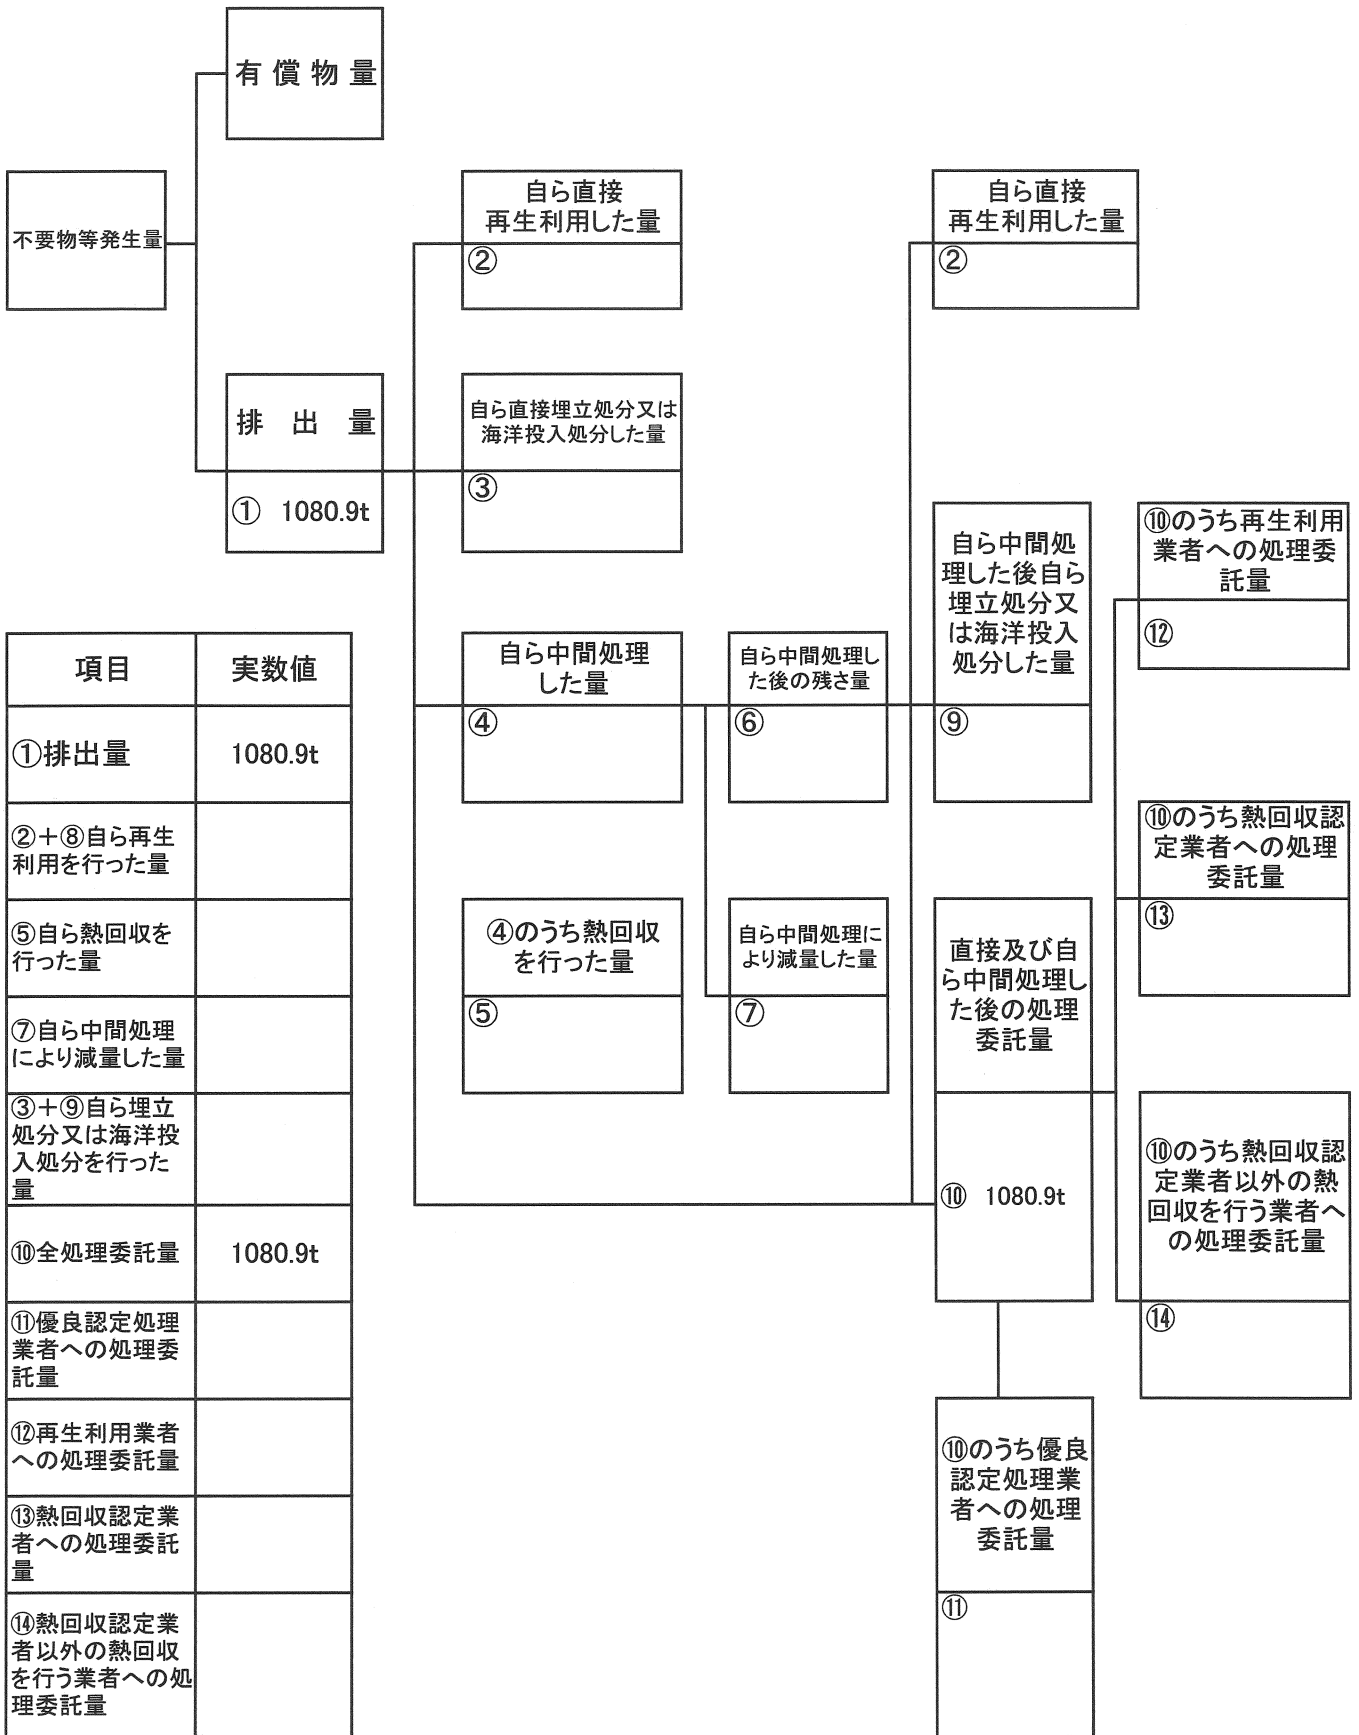 有償物量
不要物等発生量
自ら直接
再生利用した量
②
自ら直接
再生利用した量
②
排出量
① 1080.9t
自ら直接埋立処分又は
海洋投入処分した量
③
自ら中間処理
した量
④
自ら中間処理し
た後の残さ量
⑥
自ら中間処
理した後自ら
埋立処分又
は海洋投入
処分した量
⑨
⑩のうち再生利用
業者への処理委
託量
⑫
④のうち熱回収
を行った量
⑤
自ら中間処理に
より減量した量
⑦
直接及び自
ら中間処理し
た後の処理
委託量
⑩ 1080.9t
⑩のうち熱回収認
定業者への処理
委託量
⑬
⑩のうち熱回収認
定業者以外の熱
回収を行う業者へ
の処理委託量
⑭
⑩のうち優良
認定処理業
者への処理
委託量
⑪
項目 実数値
①排出量 1080.9t
②+⑧自ら再生
利用を行った量
⑤自ら熱回収を
行った量
⑦自ら中間処理
により減量した量
③+⑨自ら埋立
処分又は海洋投
入処分を行った
量
⑩全処理委託量 1080.9t
⑪優良認定処理
業者への処理委
託量
⑫再生利用業者
への処理委託量
⑬熱回収認定業
者への処理委託
量
⑭熱回収認定業
者以外の熱回収
を行う業者への処
理委託量